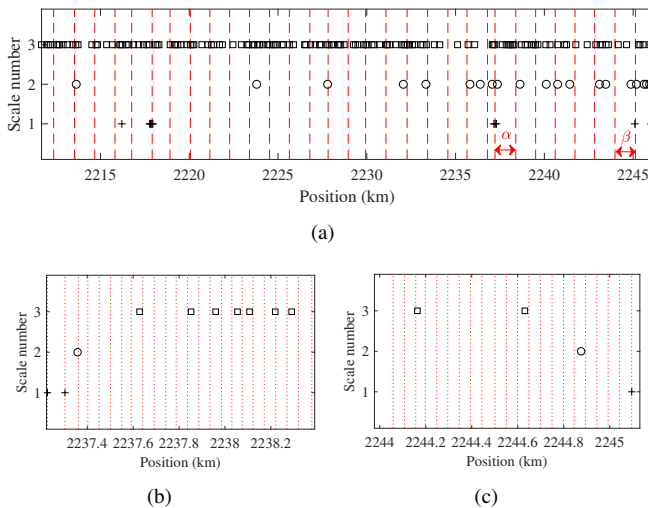 Scale number
3
2
1
α
β
2215
2220
2225
2230
2235
2240
2245
Position (km)
(a)
Scale number
3
2
1
2237.4
2237.6
2237.8
2238
2238.2
Position (km)
(b)
Scale number
3
2
1
2244
2244.2
2244.4
2244.6
2244.8
2245
Position (km)
(c)